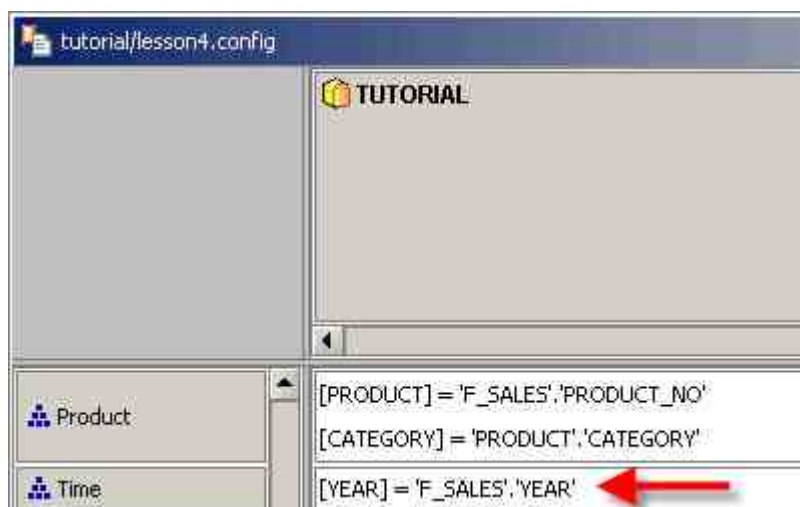 tutorial/lesson4.config
TUTORIAL
Product
[PRODUCT] = 'F_SALES'.'PRODUCT_NO'
[CATEGORY] = 'PRODUCT'.'CATEGORY'
Time
[YEAR] = 'F_SALES'.'YEAR'